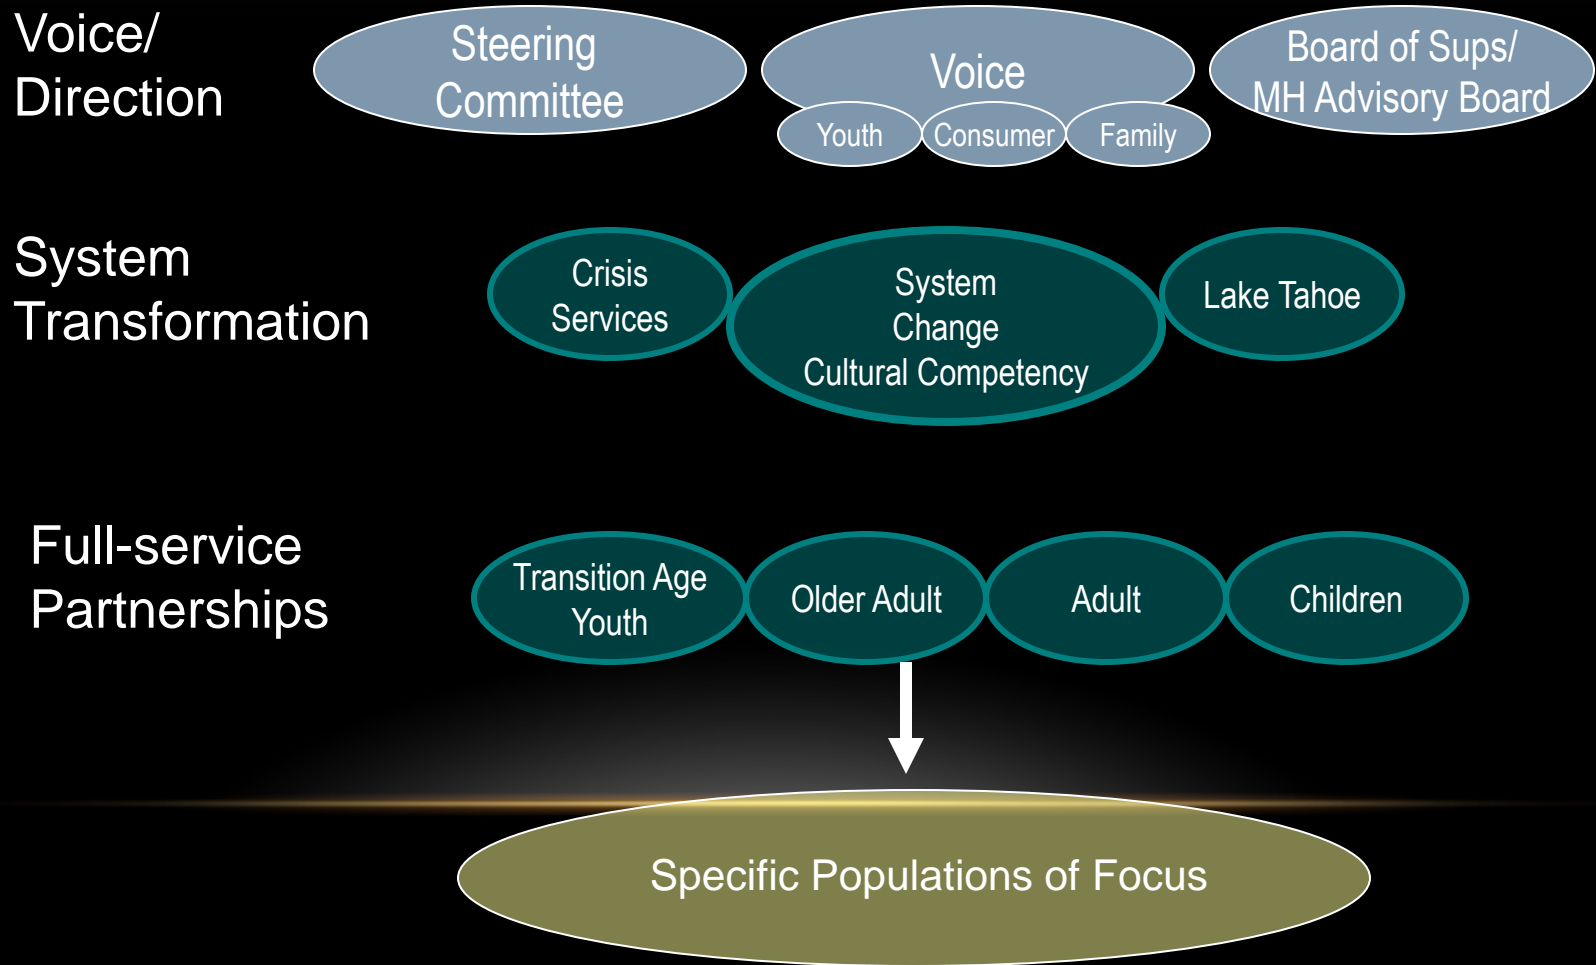 Voice/
Direction
Steering
Committee
Voice
Youth
Consumer
Family
Board of Sups/
MH Advisory Board
System
Transformation
Crisis
Services
System
Change
Cultural Competency
Lake Tahoe
Full-service
Partnerships
Transition Age
Youth
Older Adult
Adult
Children
Specific Populations of Focus